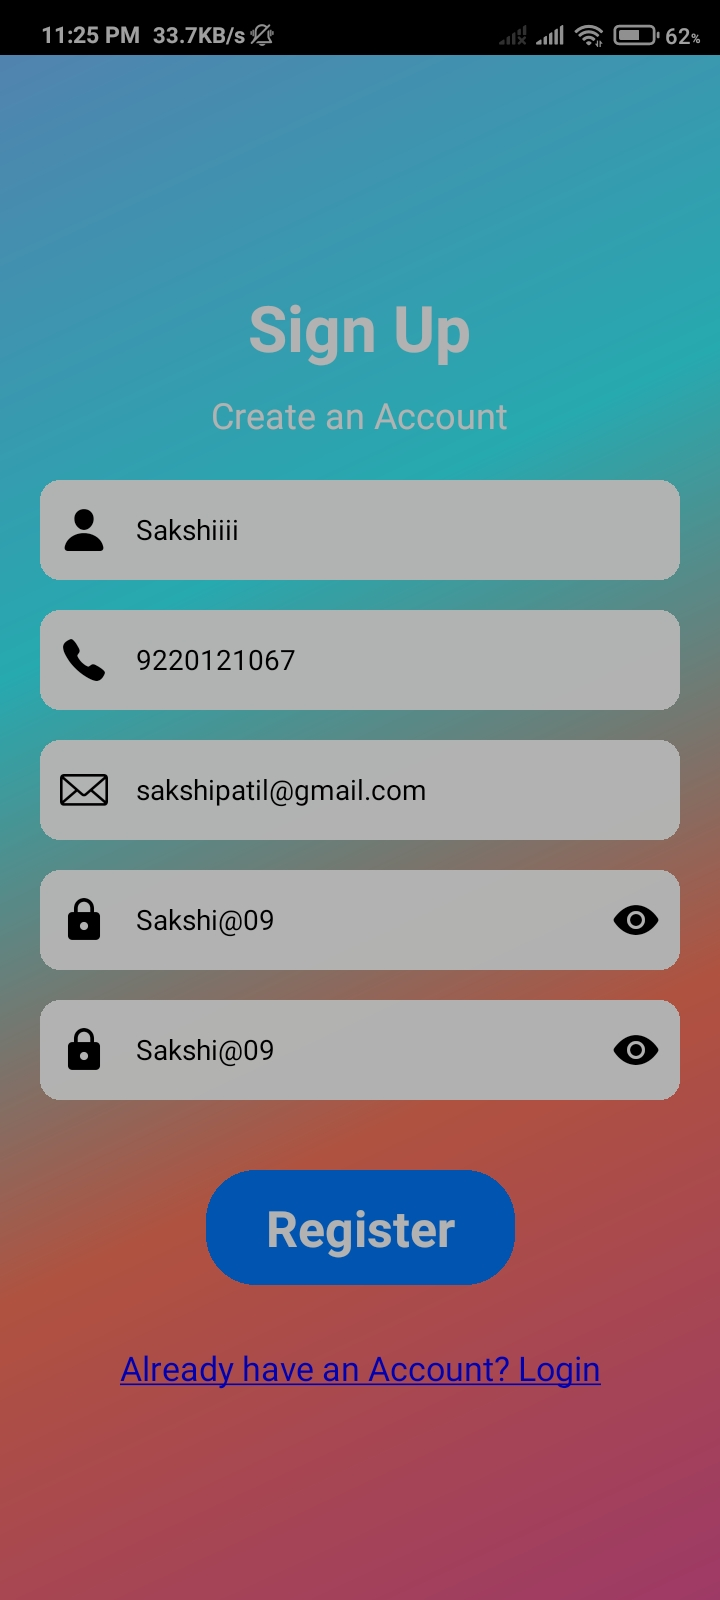 11:25 PM 33.7KB/s 62%
Sign Up
Create an Account
Sakshiiii
9220121067
sakshipatil@gmail.com
Sakshi@09
Sakshi@09
Register
Already have an Account? Login